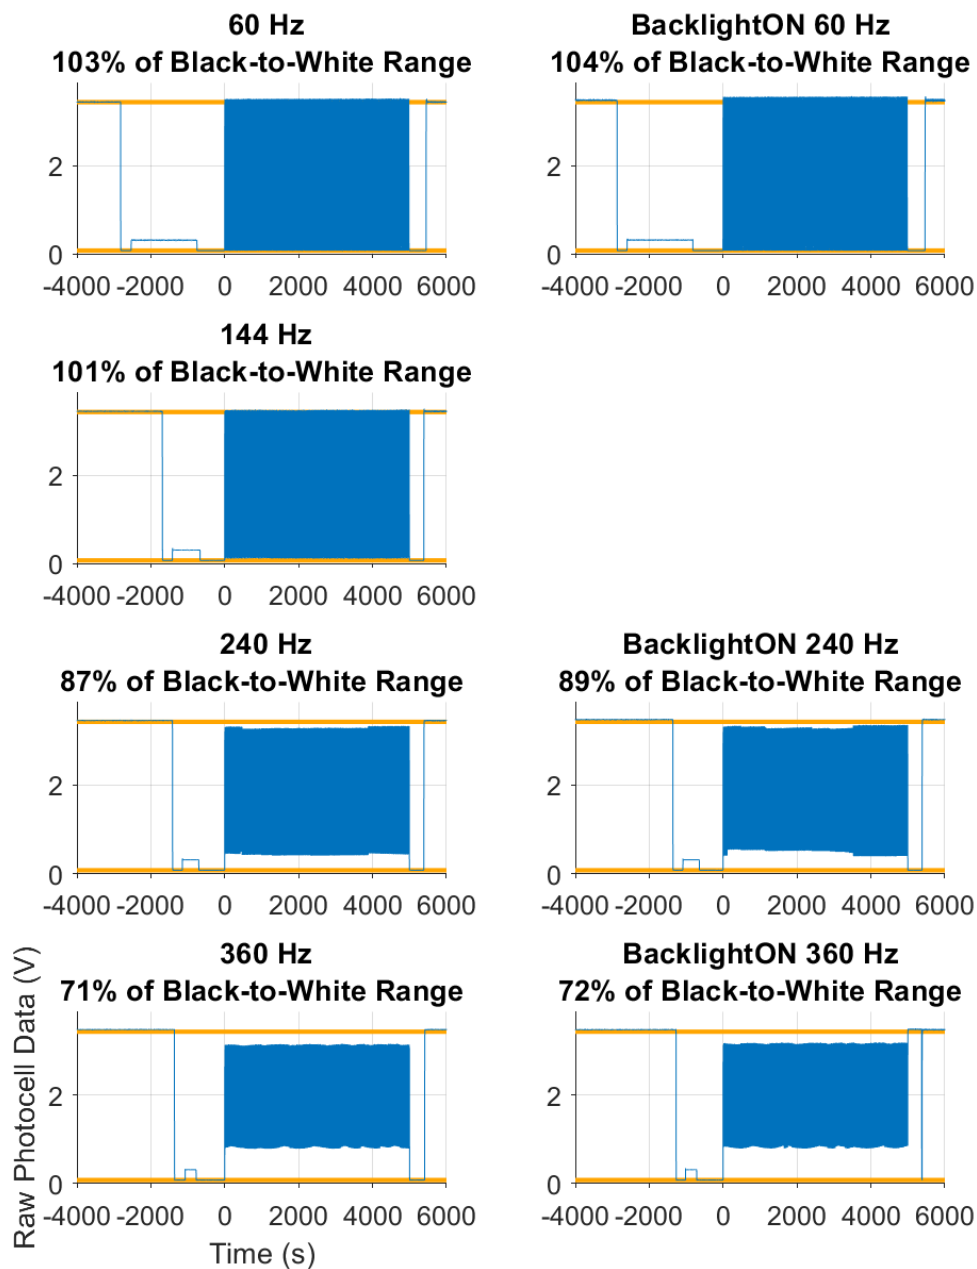 60 Hz
103% of Black-to-White Range
2
0
-4000 -2000 0 2000 4000 6000
BacklightON 60 Hz
104% of Black-to-White Range
2
0
-4000 -2000 0 2000 4000 6000
144 Hz
101% of Black-to-White Range
2
0
-4000 -2000 0 2000 4000 6000
240 Hz
87% of Black-to-White Range
2
0
-4000 -2000 0 2000 4000 6000
BacklightON 240 Hz
89% of Black-to-White Range
2
0
-4000 -2000 0 2000 4000 6000
360 Hz
71% of Black-to-White Range
Raw Photocell Data (V)
2
0
-4000 -2000 0 2000 4000 6000
Time (s)
BacklightON 360 Hz
72% of Black-to-White Range
2
0
-4000 -2000 0 2000 4000 6000